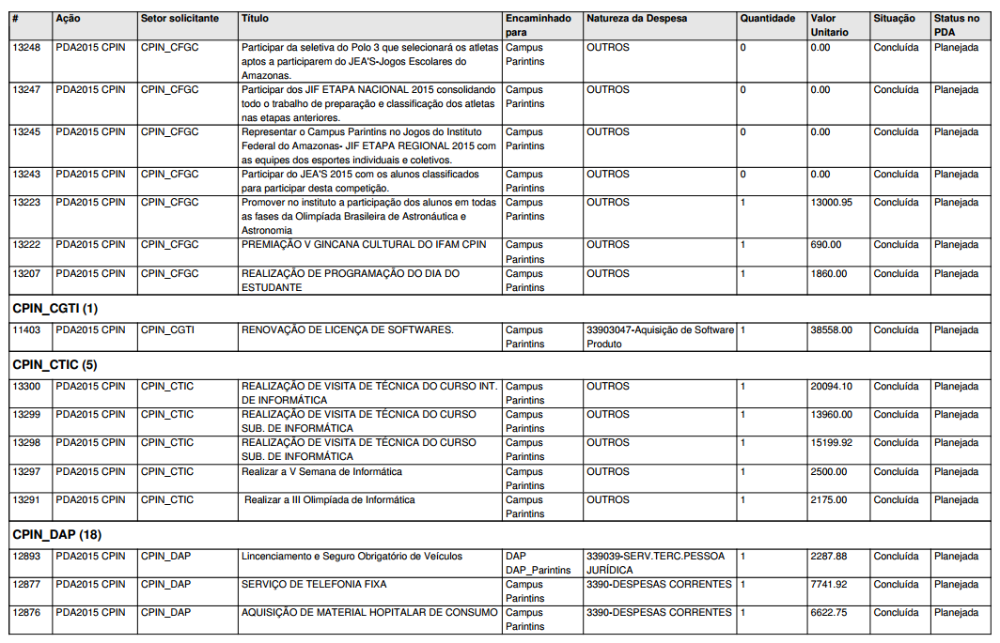 # Ação Setor solicitante Título Encaminhado para Natureza da Despesa Quantidade Valor Unitario Situação Status no PDA
13248 PDA2015 CPIN CPIN_CFGC Participar da seletiva do Polo 3 que selecionará os atletas Campus OUTROS 0 0.00 Concluída Planejada
aptos a participarem do JEA'S-Jogos Escolares do Parintins
Amazonas.
13247 PDA2015 CPIN CPIN_CFGC Participar dos JIF ETAPA NACIONAL 2015 consolidando Campus OUTROS 0 0.00 Concluída Planejada
todo o trabalho de preparação e classificação dos atletas Parintins
nas etapas anteriores.
13245 PDA2015 CPIN CPIN_CFGC Representar o Campus Parintins no Jogos do Instituto Campus OUTROS 0 0.00 Concluída Planejada
Federal do Amazonas- JIF ETAPA REGIONAL 2015 com Parintins
as equipes dos esportes individuais e coletivos.
13243 PDA2015 CPIN CPIN_CFGC Participar do JEA'S 2015 com os alunos classificados Campus OUTROS 0 0.00 Concluída Planejada
para participar desta competição. Parintins
13223 PDA2015 CPIN CPIN_CFGC Promover no instituto a participação dos alunos em todas Campus OUTROS 1 13000.95 Concluída Planejada
as fases da Olimpíada Brasileira de Astronáutica e Parintins
Astronomia
13222 PDA2015 CPIN CPIN_CFGC PREMIAÇÃO V GINCANA CULTURAL DO IFAM CPIN Campus OUTROS 1 690.00 Concluída Planejada
Parintins
13207 PDA2015 CPIN CPIN_CFGC REALIZAÇÃO DE PROGRAMAÇÃO DO DIA DO Campus OUTROS 1 1860.00 Concluída Planejada
ESTUDANTE Parintins
CPIN_CGTI (1)
11403 PDA2015 CPIN CPIN_CGTI RENOVAÇÃO DE LICENÇA DE SOFTWARES. Campus 33903047-Aquisição de Software 1 38558.00 Concluída Planejada
Parintins Produto
CPIN_CTIC (5)
13300 PDA2015 CPIN CPIN_CTIC REALIZAÇÃO DE VISITA DE TÉCNICA DO CURSO INT. Campus OUTROS 1 20094.10 Concluída Planejada
DE INFORMÁTICA Parintins
13299 PDA2015 CPIN CPIN_CTIC REALIZAÇÃO DE VISITA DE TÉCNICA DO CURSO Campus OUTROS 1 13960.00 Concluída Planejada
SUB. DE INFORMÁTICA Parintins
13298 PDA2015 CPIN CPIN_CTIC REALIZAÇÃO DE VISITA DE TÉCNICA DO CURSO Campus OUTROS 1 15199.92 Concluída Planejada
SUB. DE INFORMÁTICA Parintins
13297 PDA2015 CPIN CPIN_CTIC Realizar a V Semana de Informática Campus OUTROS 1 2500.00 Concluída Planejada
Parintins
13291 PDA2015 CPIN CPIN_CTIC Realizar a III Olimpíada de Informática Campus OUTROS 1 2175.00 Concluída Planejada
Parintins
CPIN_DAP (18)
12893 PDA2015 CPIN CPIN_DAP Lincenciamento e Seguro Obrigatório de Veículos DAP 339039-SERV.TERC.PESSOA 1 2287.88 Concluída Planejada
DAP_Parintins JURÍDICA
12877 PDA2015 CPIN CPIN_DAP SERVIÇO DE TELEFONIA FIXA Campus 3390-DESPESAS CORRENTES 1 7741.92 Concluída Planejada
Parintins
12876 PDA2015 CPIN CPIN_DAP AQUISIÇÃO DE MATERIAL HOPITALAR DE CONSUMO Campus 3390-DESPESAS CORRENTES 1 6622.75 Concluída Planejada
Parintins